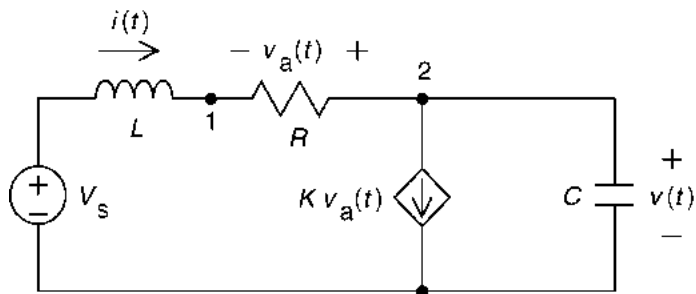 i(t)
− v_a(t) +
2
L
1
R
+
−
V_s
K v_a(t)
C
+
v(t)
−